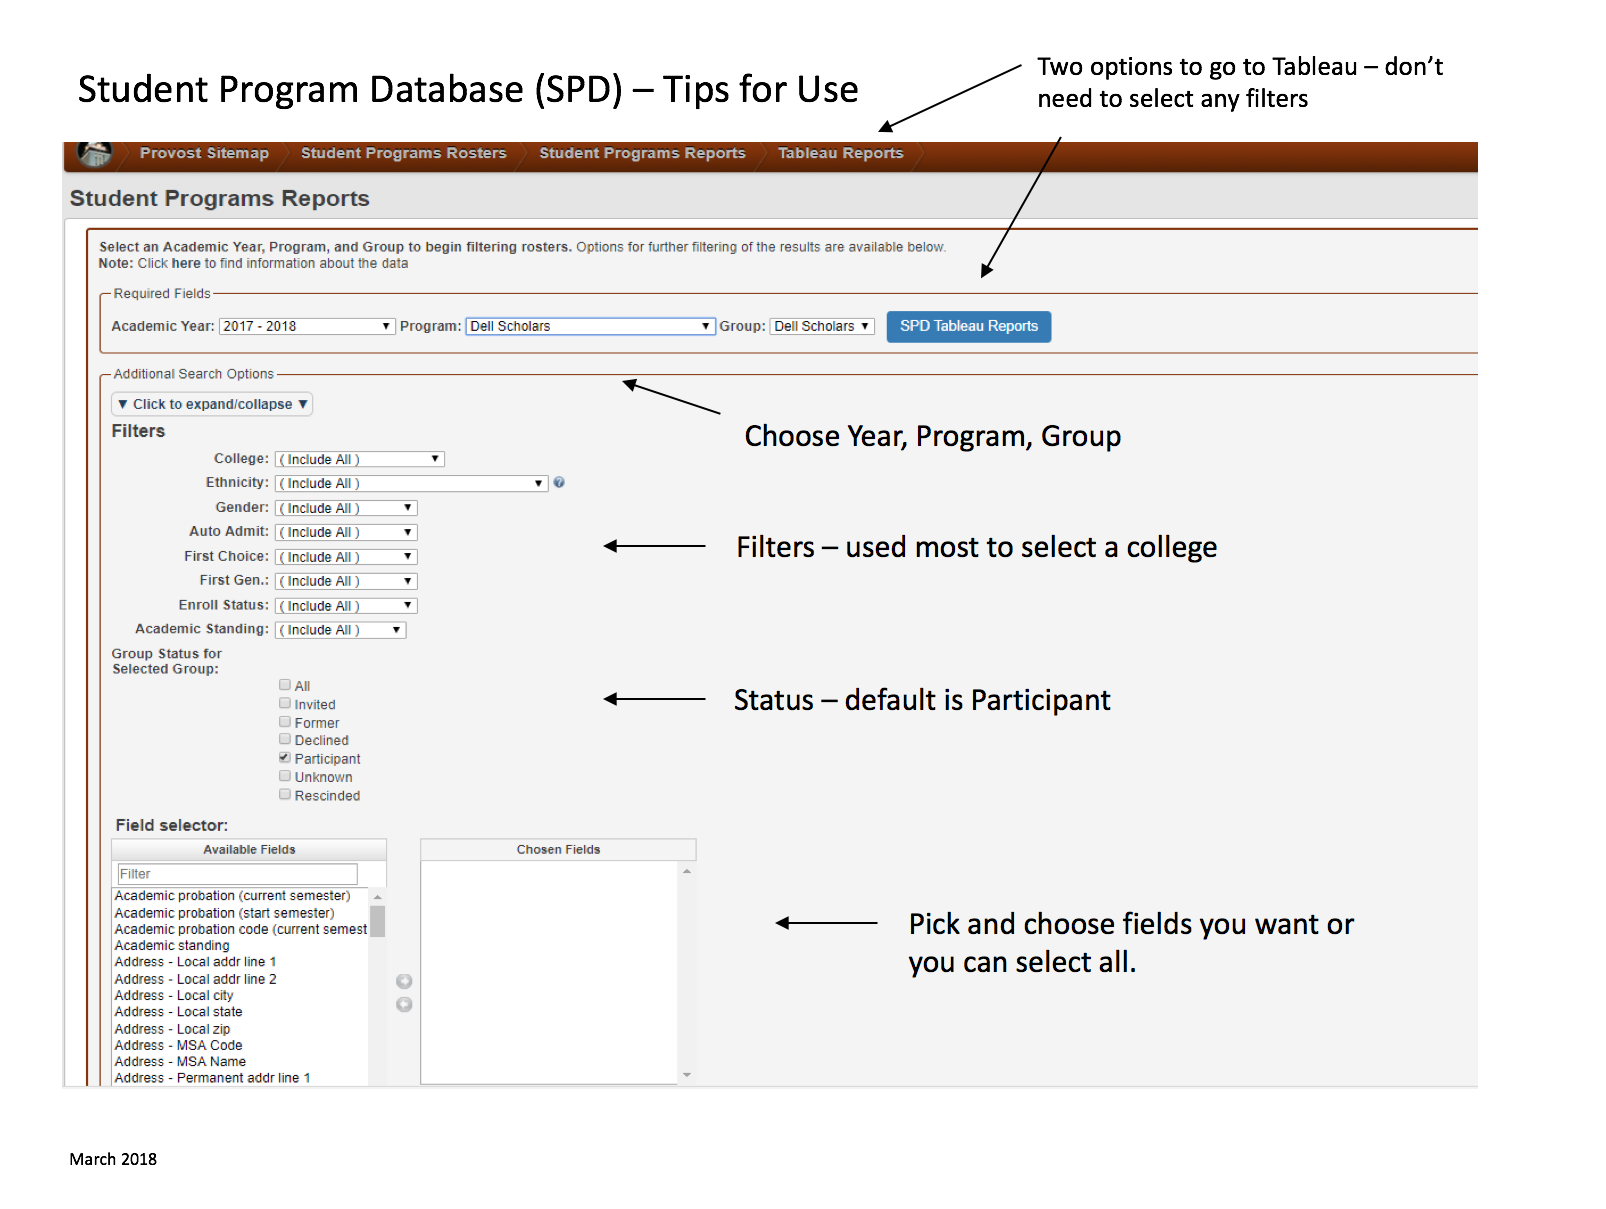 Student Program Database (SPD) – Tips for Use
Two options to go to Tableau – don't
need to select any filters
Provost Sitemap
Student Programs Rosters
Student Programs Reports
Tableau Reports
Student Programs Reports
Select an Academic Year, Program, and Group to begin filtering rosters. Options for further filtering of the results are available below.
Note: Click here to find information about the data
Required Fields
Academic Year: 2017 - 2018 Program: Dell Scholars Group: Dell Scholars SPD Tableau Reports
Additional Search Options
▼ Click to expand/collapse ▼
Choose Year, Program, Group
Filters
College: ( Include All )
Ethnicity: ( Include All )
Gender: ( Include All )
Auto Admit: ( Include All )
First Choice: ( Include All )
First Gen.: ( Include All )
Enroll Status: ( Include All )
Academic Standing: ( Include All )
Filters – used most to select a college
Group Status for
Selected Group:
All
Invited
Former
Declined
Participant
Unknown
Rescinded
Status – default is Participant
Field selector:
Available Fields
Filter
Academic probation (current semester)
Academic probation (start semester)
Academic probation code (current semest
Academic standing
Address - Local addr line 1
Address - Local addr line 2
Address - Local city
Address - Local state
Address - Local zip
Address - MSA Code
Address - MSA Name
Address - Permanent addr line 1
Chosen Fields
Pick and choose fields you want or
you can select all.
March 2018